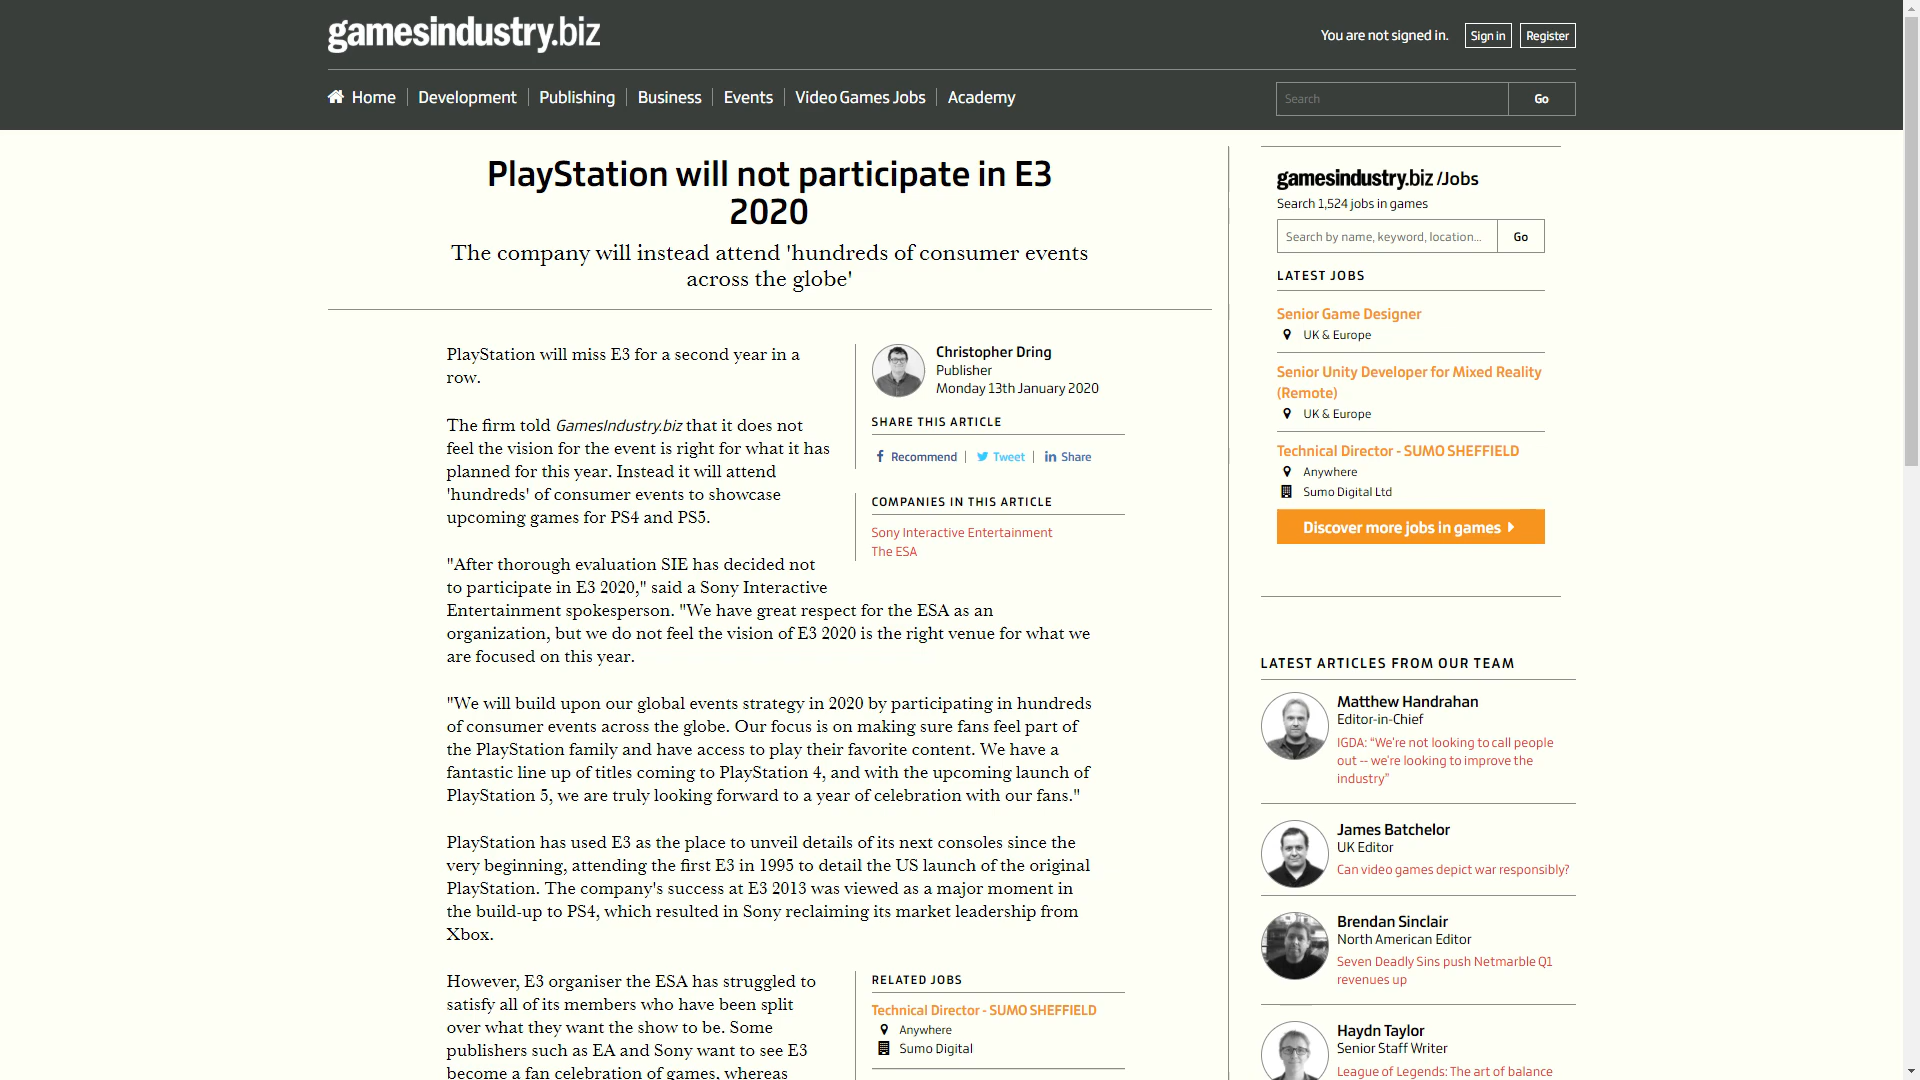 gamesindustry.biz
You are not signed in.
Sign in
Register
Home
Development
Publishing
Business
Events
Video Games Jobs
Academy
Search
Go
PlayStation will not participate in E3
2020
The company will instead attend 'hundreds of consumer events
across the globe'
PlayStation will miss E3 for a second year in a
row.
The firm told GamesIndustry.biz that it does not
feel the vision for the event is right for what it has
planned for this year. Instead it will attend
'hundreds' of consumer events to showcase
upcoming games for PS4 and PS5.
"After thorough evaluation SIE has decided not
to participate in E3 2020," said a Sony Interactive
Entertainment spokesperson. "We have great respect for the ESA as an
organization, but we do not feel the vision of E3 2020 is the right venue for what we
are focused on this year.
"We will build upon our global events strategy in 2020 by participating in hundreds
of consumer events across the globe. Our focus is on making sure fans feel part of
the PlayStation family and have access to play their favorite content. We have a
fantastic line up of titles coming to PlayStation 4, and with the upcoming launch of
PlayStation 5, we are truly looking forward to a year of celebration with our fans."
PlayStation has used E3 as the place to unveil details of its next consoles since the
very beginning, attending the first E3 in 1995 to detail the US launch of the original
PlayStation. The company's success at E3 2013 was viewed as a major moment in
the build-up to PS4, which resulted in Sony reclaiming its market leadership from
Xbox.
However, E3 organiser the ESA has struggled to
satisfy all of its members who have been split
over what they want the show to be. Some
publishers such as EA and Sony want to see E3
become a fan celebration of games, whereas
Christopher Dring
Publisher
Monday 13th January 2020
SHARE THIS ARTICLE
Recommend
Tweet
Share
COMPANIES IN THIS ARTICLE
Sony Interactive Entertainment
The ESA
RELATED JOBS
Technical Director - SUMO SHEFFIELD
Anywhere
Sumo Digital
gamesindustry.biz /Jobs
Search 1,524 jobs in games
Search by name, keyword, location...
Go
LATEST JOBS
Senior Game Designer
UK & Europe
Senior Unity Developer for Mixed Reality
(Remote)
UK & Europe
Technical Director - SUMO SHEFFIELD
Anywhere
Sumo Digital Ltd
Discover more jobs in games
LATEST ARTICLES FROM OUR TEAM
Matthew Handrahan
Editor-in-Chief
IGDA: “We're not looking to call people
out -- we're looking to improve the
industry”
James Batchelor
UK Editor
Can video games depict war responsibly?
Brendan Sinclair
North American Editor
Seven Deadly Sins push Netmarble Q1
revenues up
Haydn Taylor
Senior Staff Writer
League of Legends: The art of balance